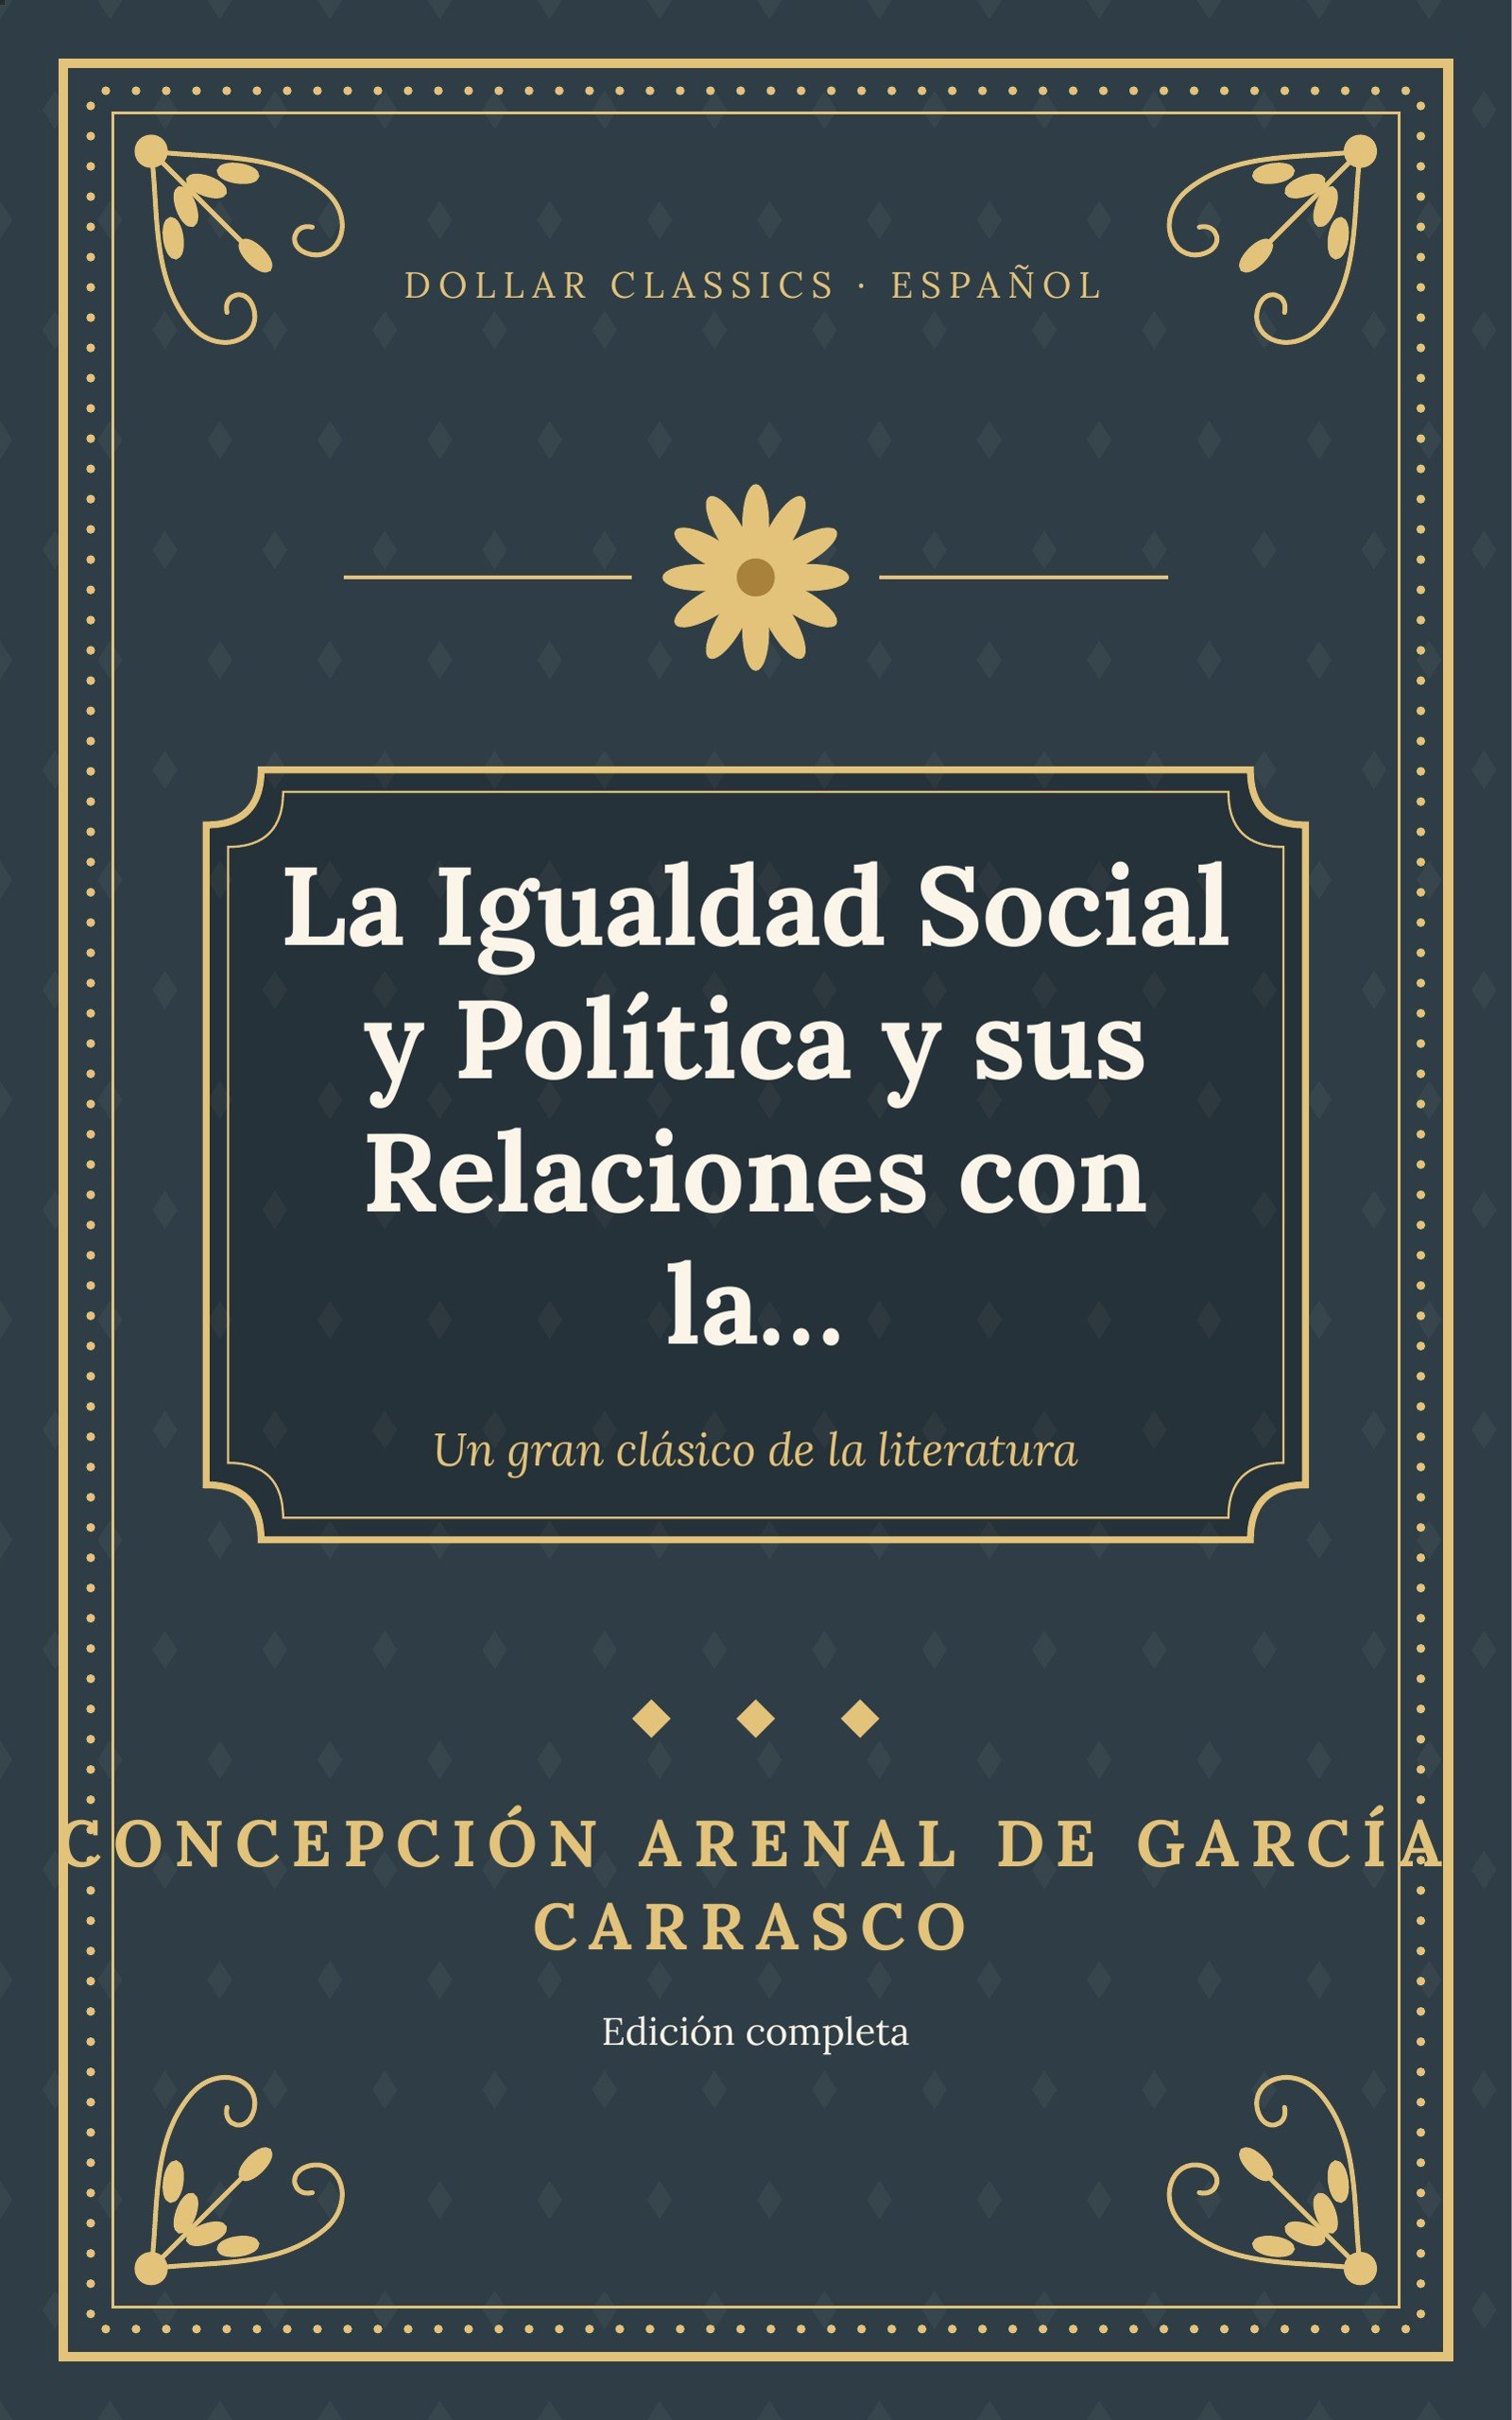 DOLLAR CLASSICS · ESPAÑOL
La Igualdad Social
y Política y sus
Relaciones con
la...
Un gran clásico de la literatura
CONCEPCIÓN ARENAL DE GARCÍA
CARRASCO
Edición completa